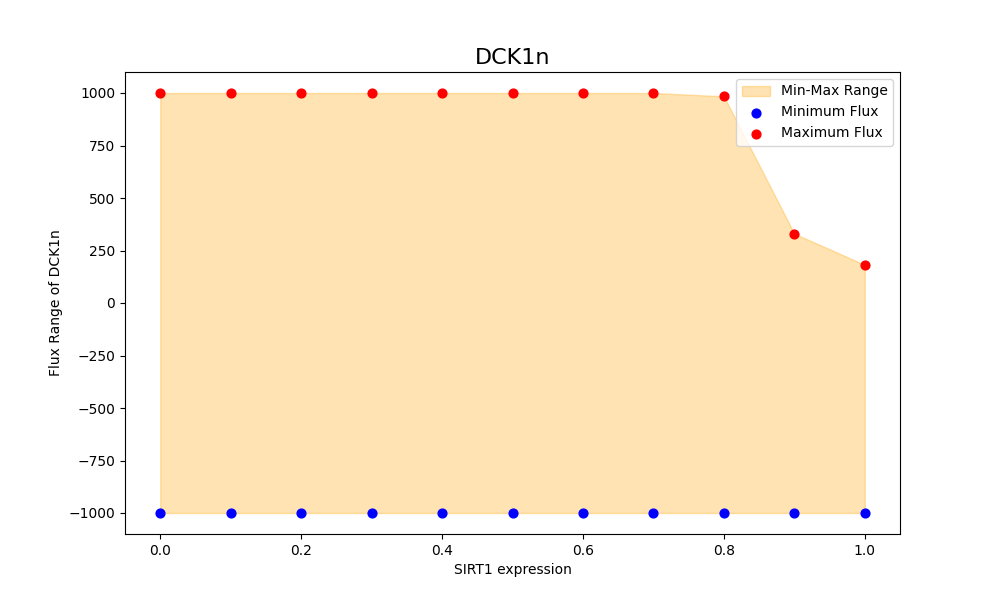 DCK1n
1000
750
500
250
0
−250
−500
−750
−1000
Flux Range of DCK1n
Min-Max Range
Minimum Flux
Maximum Flux
0.0
0.2
0.4
0.6
0.8
1.0
SIRT1 expression